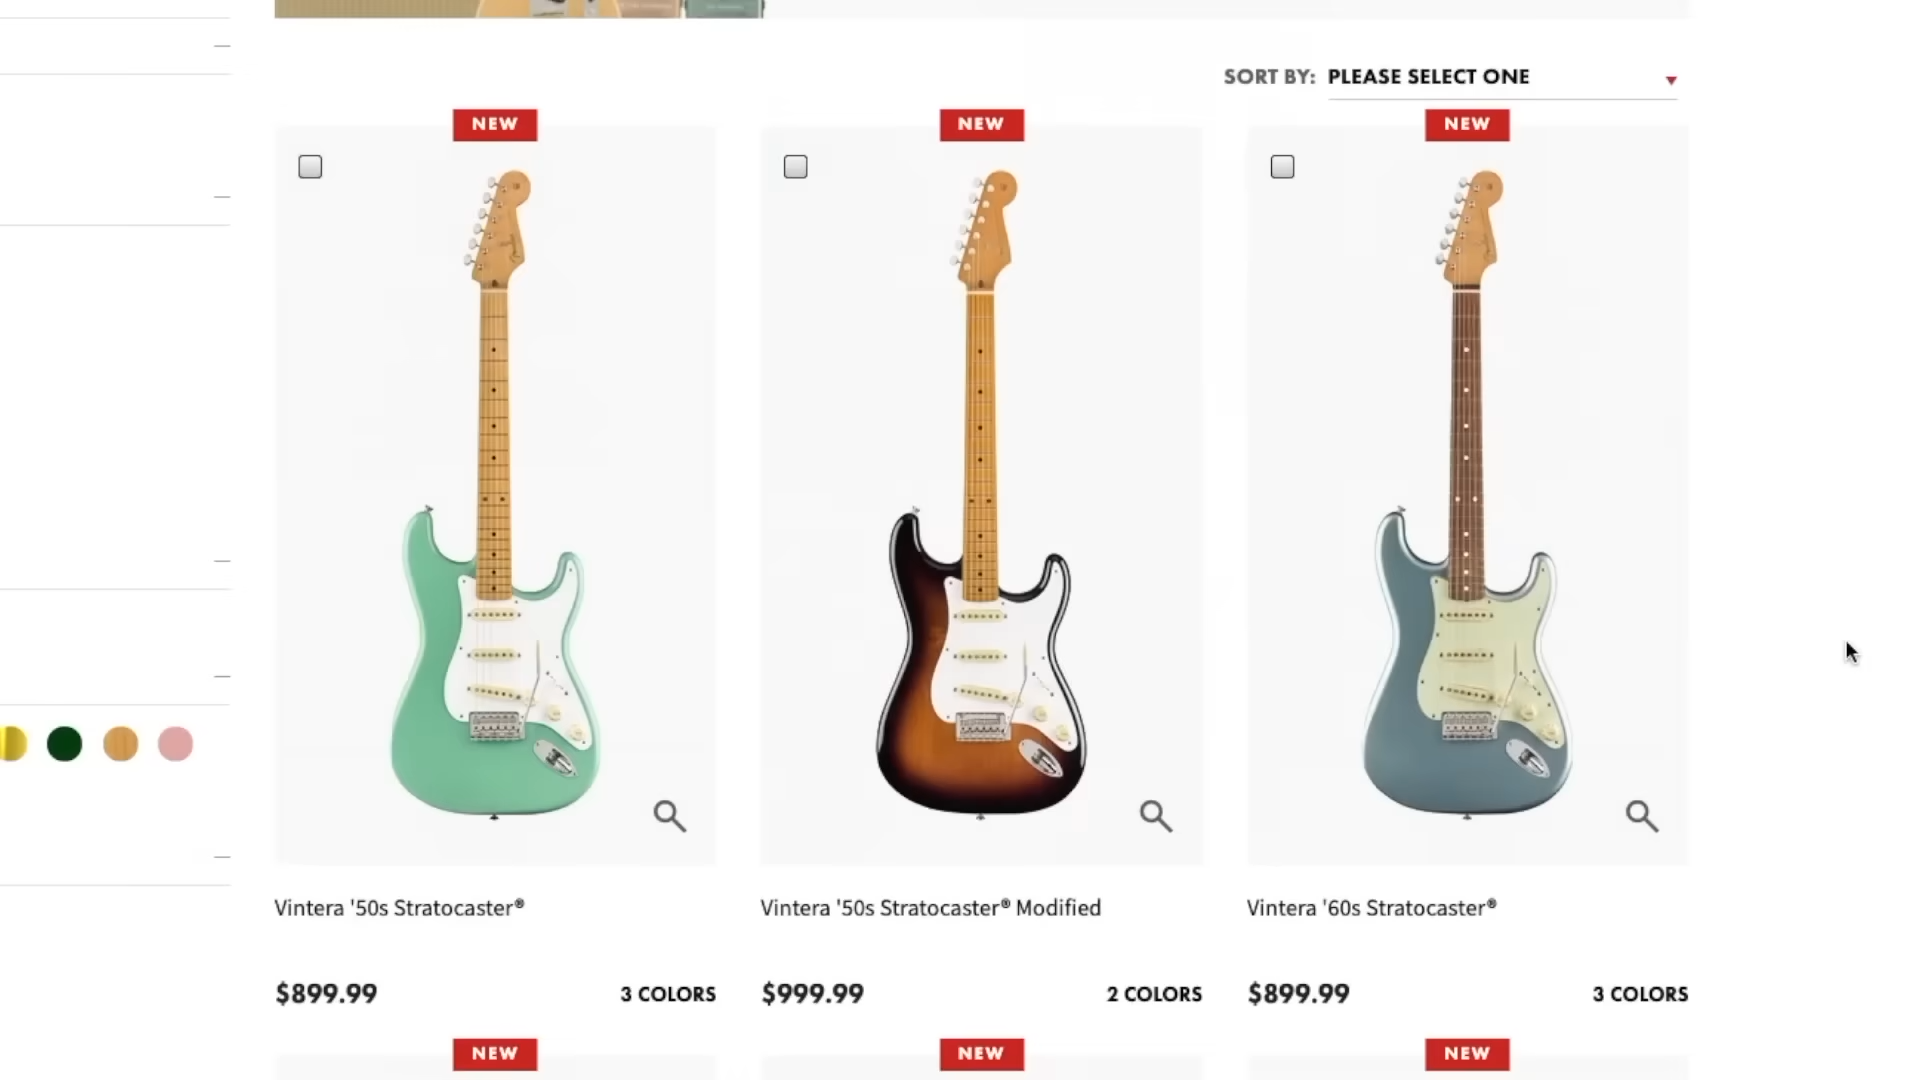 SORT BY: PLEASE SELECT ONE
NEW NEW NEW
Vintera '50s Stratocaster® Vintera '50s Stratocaster® Modified Vintera '60s Stratocaster®
$899.99 3 COLORS $999.99 2 COLORS $899.99 3 COLORS
NEW NEW NEW